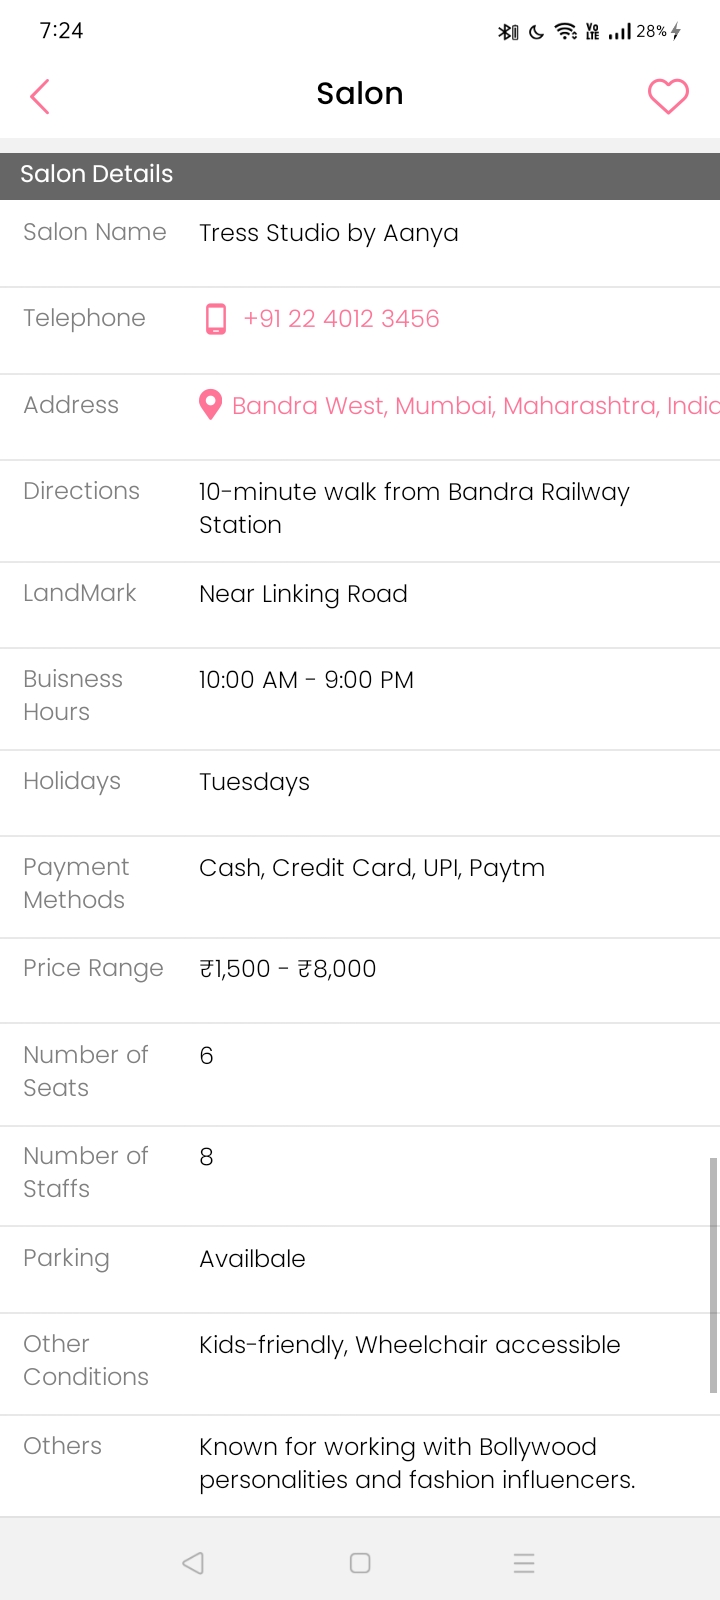 7:24
28%
Salon
Salon Details
Salon Name Tress Studio by Aanya
Telephone +91 22 4012 3456
Address Bandra West, Mumbai, Maharashtra, India
Directions 10-minute walk from Bandra Railway
Station
LandMark Near Linking Road
Buisness 10:00 AM - 9:00 PM
Hours
Holidays Tuesdays
Payment Cash, Credit Card, UPI, Paytm
Methods
Price Range ₹1,500 - ₹8,000
Number of 6
Seats
Number of 8
Staffs
Parking Availbale
Other Kids-friendly, Wheelchair accessible
Conditions
Others Known for working with Bollywood
personalities and fashion influencers.